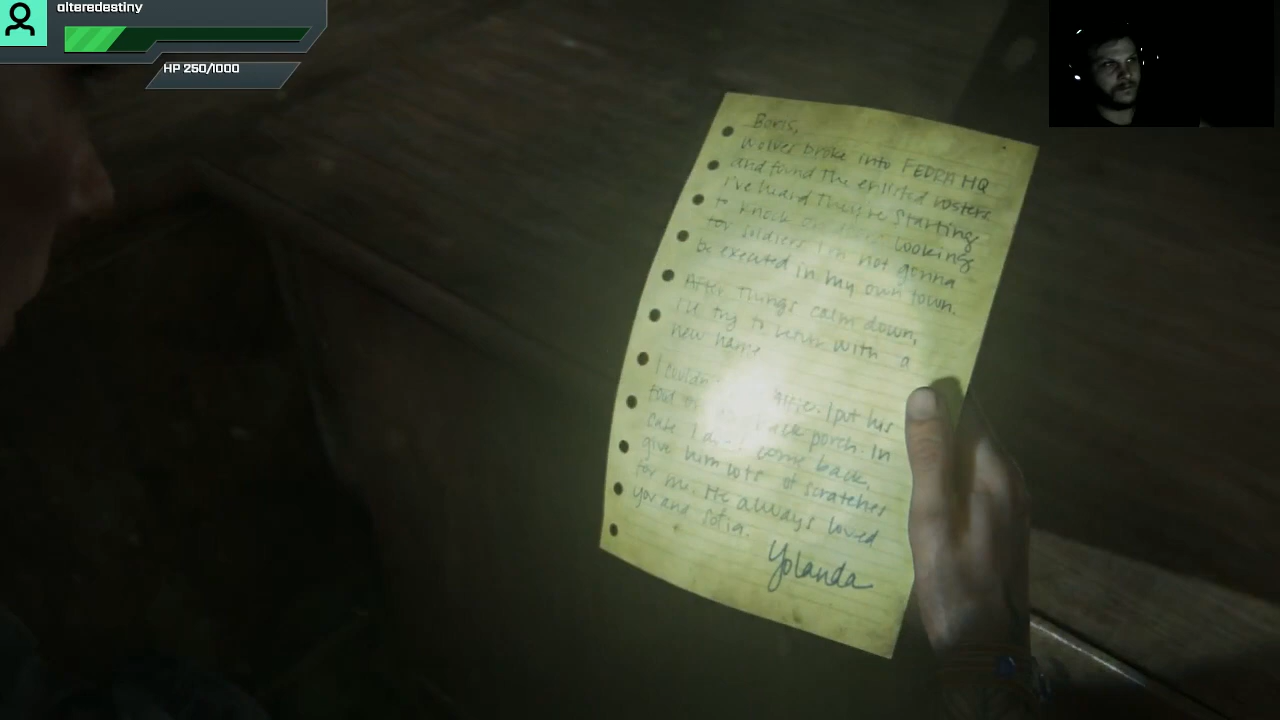 alteredestiny
HP 250/1000
Boris,
Wolves broke into FEDRA HQ
and found the enlisted rosters
I've heard They're Starting
to knock on doors looking
for soldiers. I'm not gonna
be executed in my own town.
After Things calm down,
I'll try to return with a
new name
I couldn't Alfie. I put his
food on back porch. In
case I don't come back,
give him lots of scratches
for me. He always loved
you and Sofia.
Yolanda